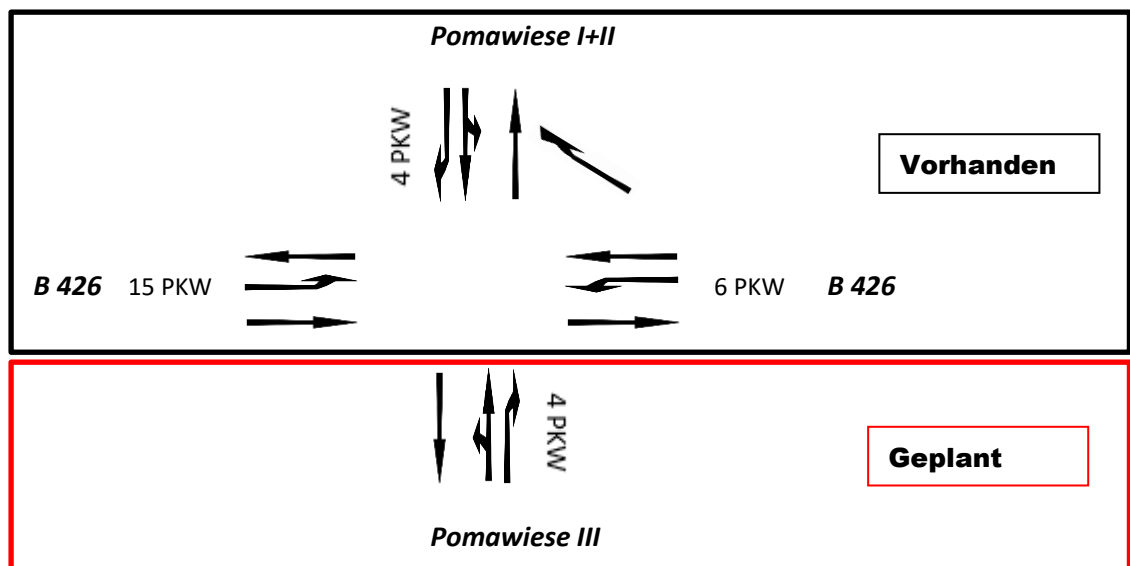 Pomawiese I+II
4 PKW
Vorhanden
B 426 15 PKW
6 PKW B 426
4 PKW
Geplant
Pomawiese III